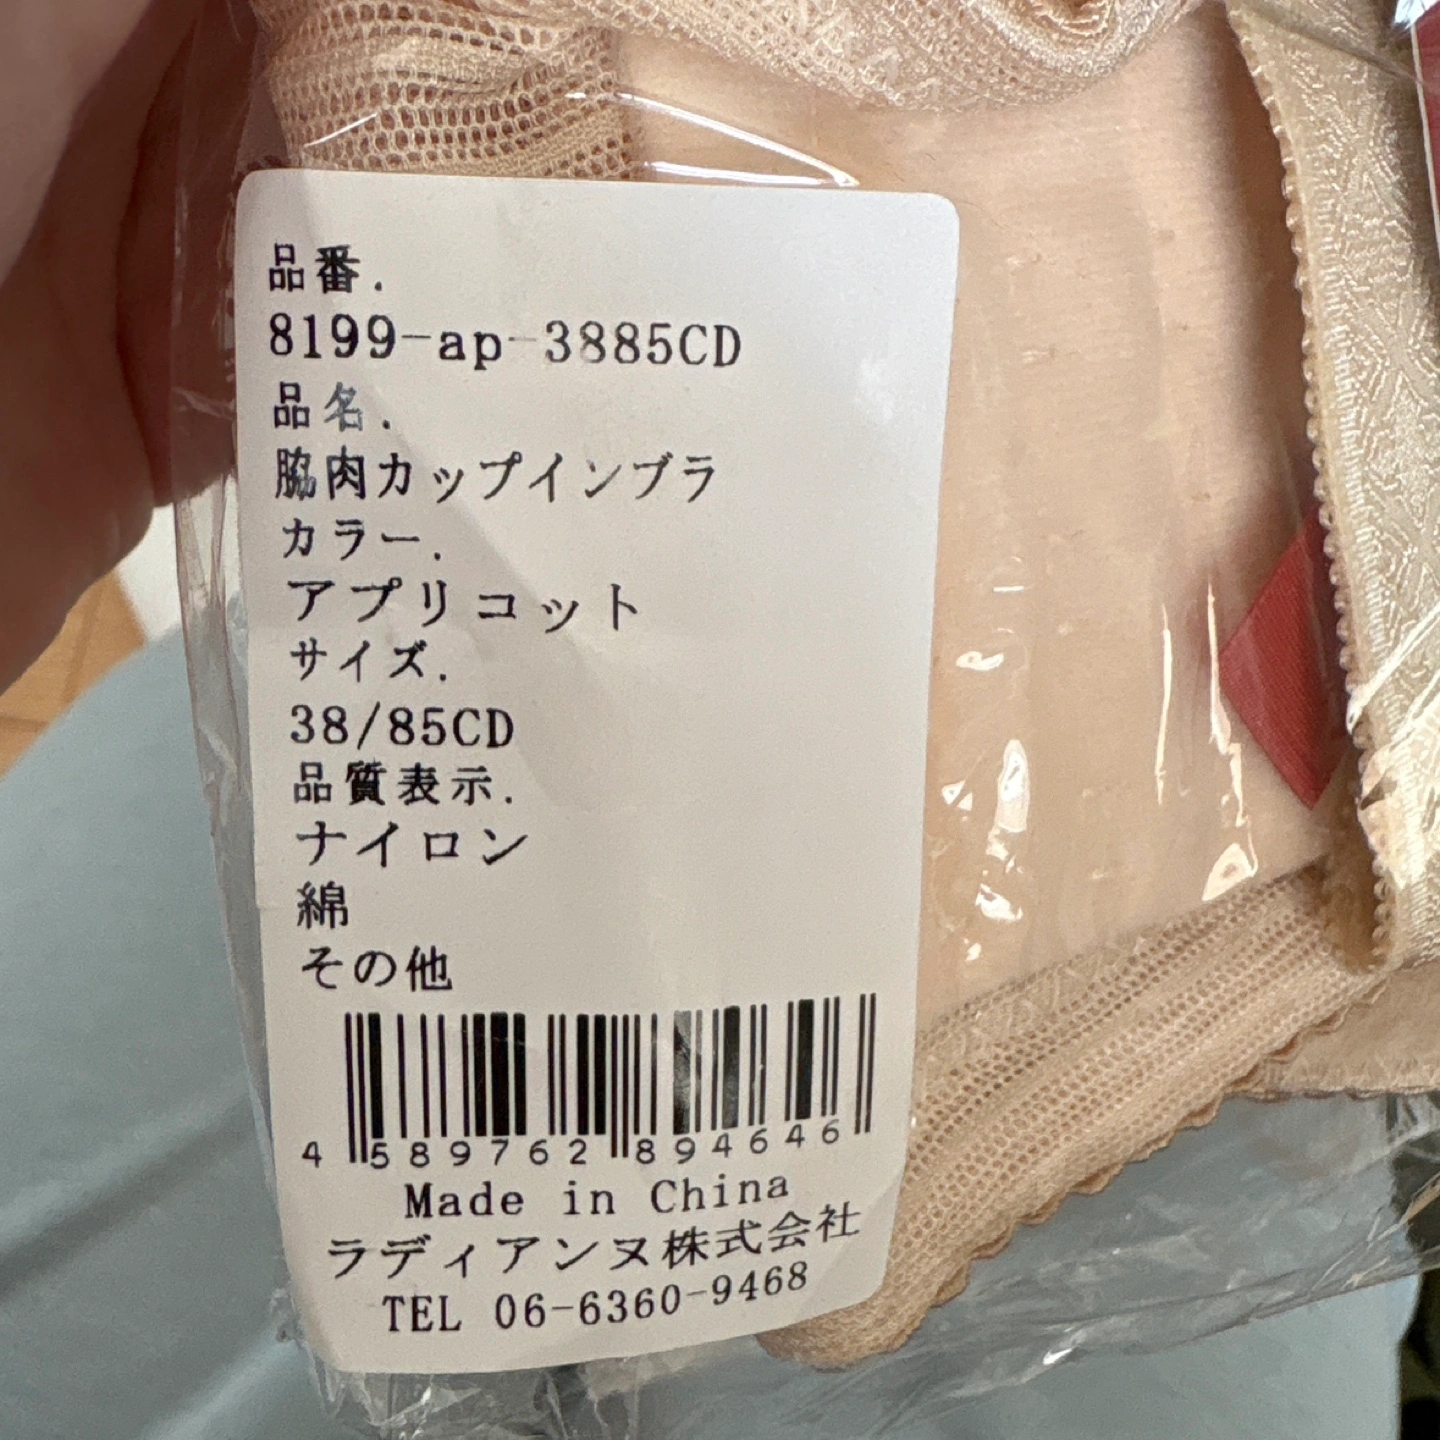 品番.
8199-ap-3885CD
品名.
脇肉カップインブラ
カラー.
アプリコット
サイズ.
38/85CD
品質表示.
ナイロン
綿
その他
4 589762 894646
Made in China
ラディアンヌ株式会社
TEL 06-6360-9468